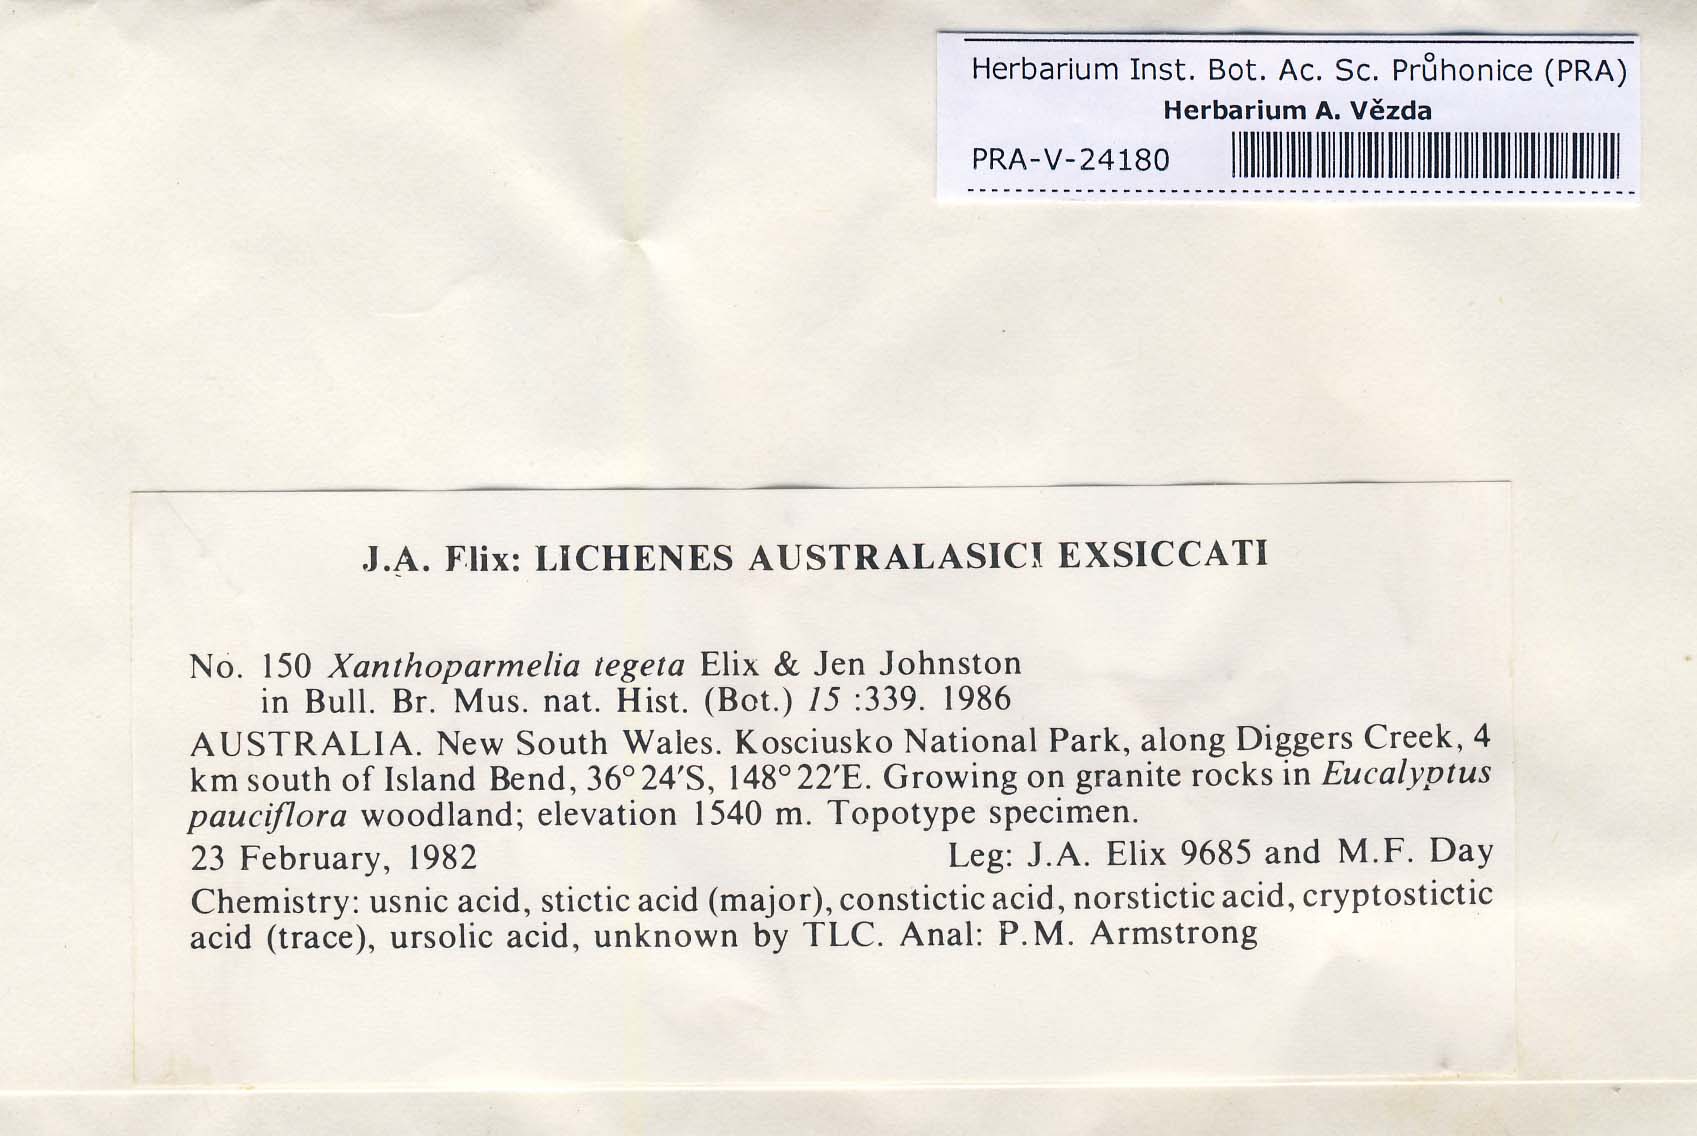 Herbarium Inst. Bot. Ac. Sc. Průhonice (PRA)
Herbarium A. Vězda
PRA-V-24180
J.A. Elix: LICHENES AUSTRALASICI EXSICCATI
No. 150 Xanthoparmelia tegeta Elix & Jen Johnston
in Bull. Br. Mus. nat. Hist. (Bot.) 15 :339. 1986
AUSTRALIA. New South Wales. Kosciusko National Park, along Diggers Creek, 4
km south of Island Bend, 36°24′S, 148°22′E. Growing on granite rocks in Eucalyptus
pauciflora woodland; elevation 1540 m. Topotype specimen.
23 February, 1982 Leg: J.A. Elix 9685 and M.F. Day
Chemistry: usnic acid, stictic acid (major), constictic acid, norstictic acid, cryptostictic
acid (trace), ursolic acid, unknown by TLC. Anal: P.M. Armstrong